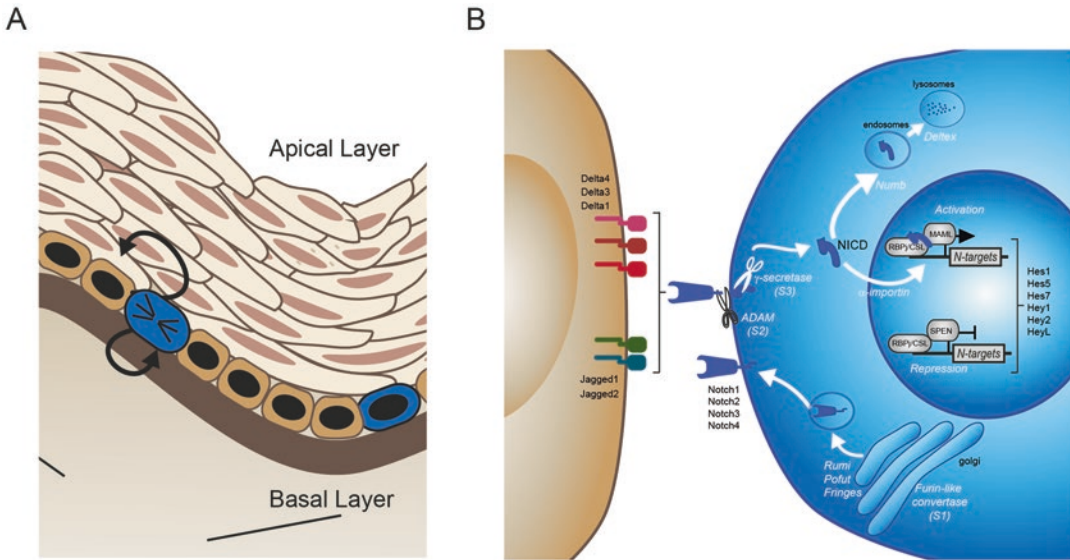 A
Apical Layer
Basal Layer
B
Delta4
Delta3
Delta1
Jagged1
Jagged2
lysosomes
Deltex
endosomes
Numb
NICD
γ-secretase
(S3)
α-importin
ADAM
(S2)
Activation
RBPγ/CSL
MAML
N-targets
Hes1
Hes5
Hes7
Hey1
Hey2
HeyL
SPEN
RBPγ/CSL
N-targets
Repression
Notch1
Notch2
Notch3
Notch4
Rumi
Pofut
Fringes
golgi
Furin-like
convertase
(S1)